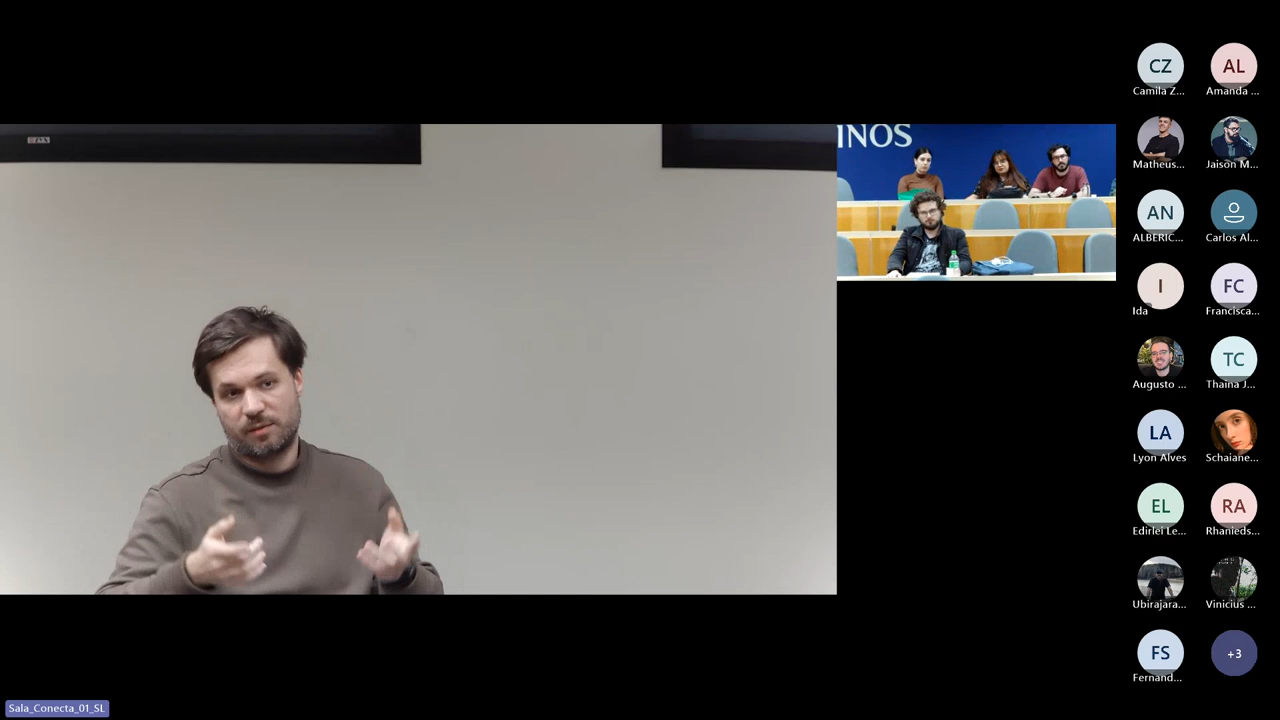 INOS
CZ
AL
Camila Z...
Amanda ...
Matheus...
Jaison M...
AN
ALBERIC...
Carlos Al...
I
FC
Ida
Francisca...
TC
Augusto ...
Thaina J...
LA
Lyon Alves
Schaiane...
EL
RA
Edirlei Le...
Rhanieds...
Ubirajara...
Vinicius ...
FS
+3
Fernand...
Sala_Conecta_01_SL